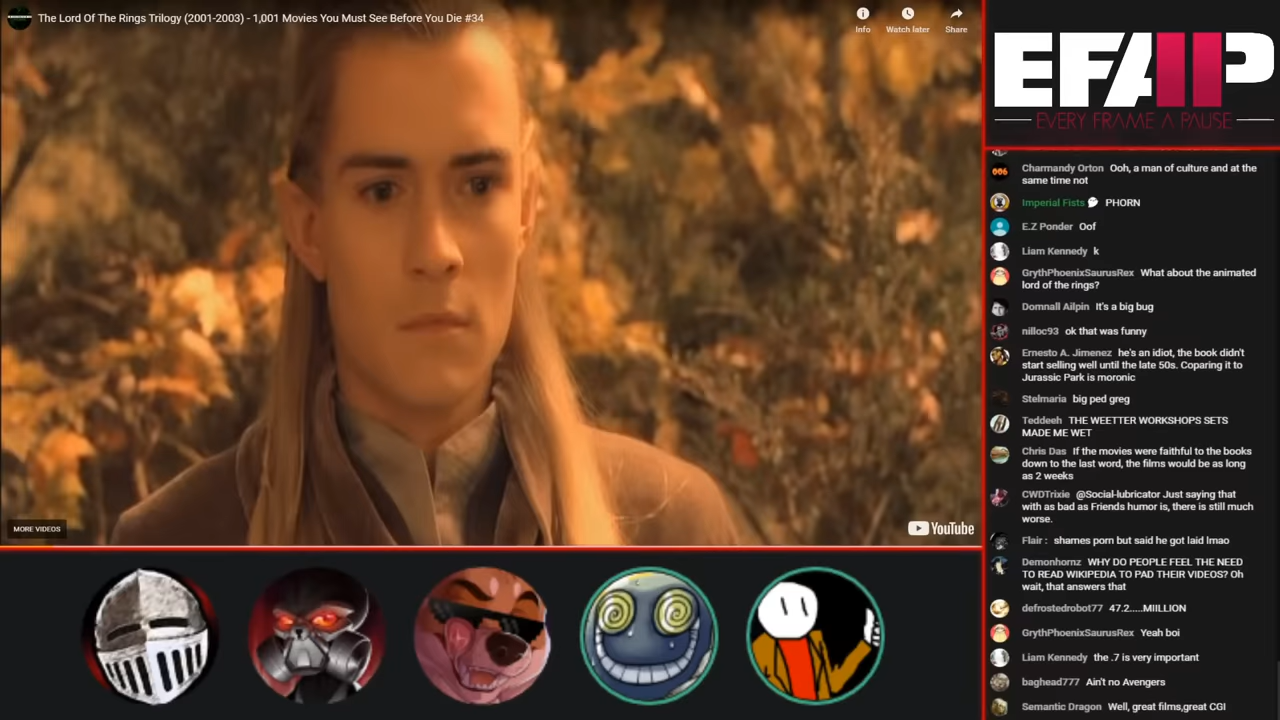 The Lord Of The Rings Trilogy (2001-2003) - 1,001 Movies You Must See Before You Die #34
Info
Watch later
Share
MORE VIDEOS
YouTube
EFAP
EVERY FRAME A PAUSE
Charmandy Orton Ooh, a man of culture and at the
same time not
Imperial Fists PHORN
E.Z Ponder Oof
Liam Kennedy k
GrythPhoenixSaurusRex What about the animated
lord of the rings?
Domnall Ailpin It's a big bug
nilloc93 ok that was funny
Ernesto A. Jimenez he's an idiot, the book didn't
start selling well until the late 50s. Coparing it to
Jurassic Park is moronic
Stelmaria big ped greg
Teddeeh THE WEETTER WORKSHOPS SETS
MADE ME WET
Chris Das If the movies were faithful to the books
down to the last word, the films would be as long
as 2 weeks
CWDTrixie @Social-lubricator Just saying that
with as bad as Friends humor is, there is still much
worse.
Flair : shames porn but said he got laid lmao
Demonhornz WHY DO PEOPLE FEEL THE NEED
TO READ WIKIPEDIA TO PAD THEIR VIDEOS? Oh
wait, that answers that
defrostedrobot77 47.2.....MIILLION
GrythPhoenixSaurusRex Yeah boi
Liam Kennedy the .7 is very important
baghead777 Ain't no Avengers
Semantic Dragon Well, great films,great CGI